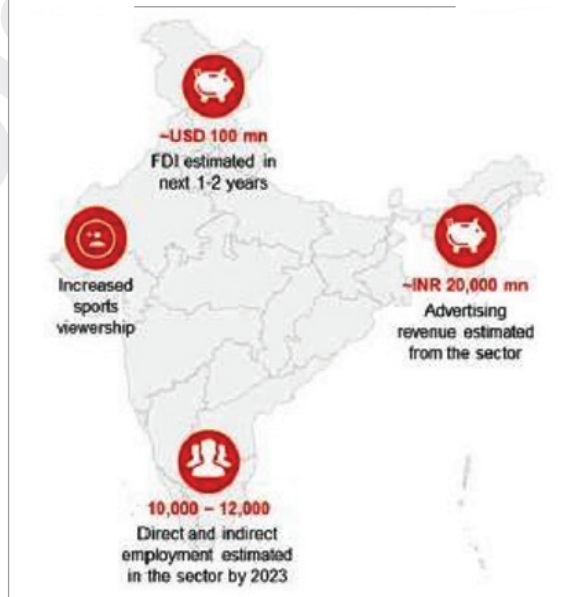 ~USD 100 mn
FDI estimated in
next 1-2 years
Increased
sports
viewership
~INR 20,000 mn
Advertising
revenue estimated
from the sector
10,000 – 12,000
Direct and indirect
employment estimated
in the sector by 2023